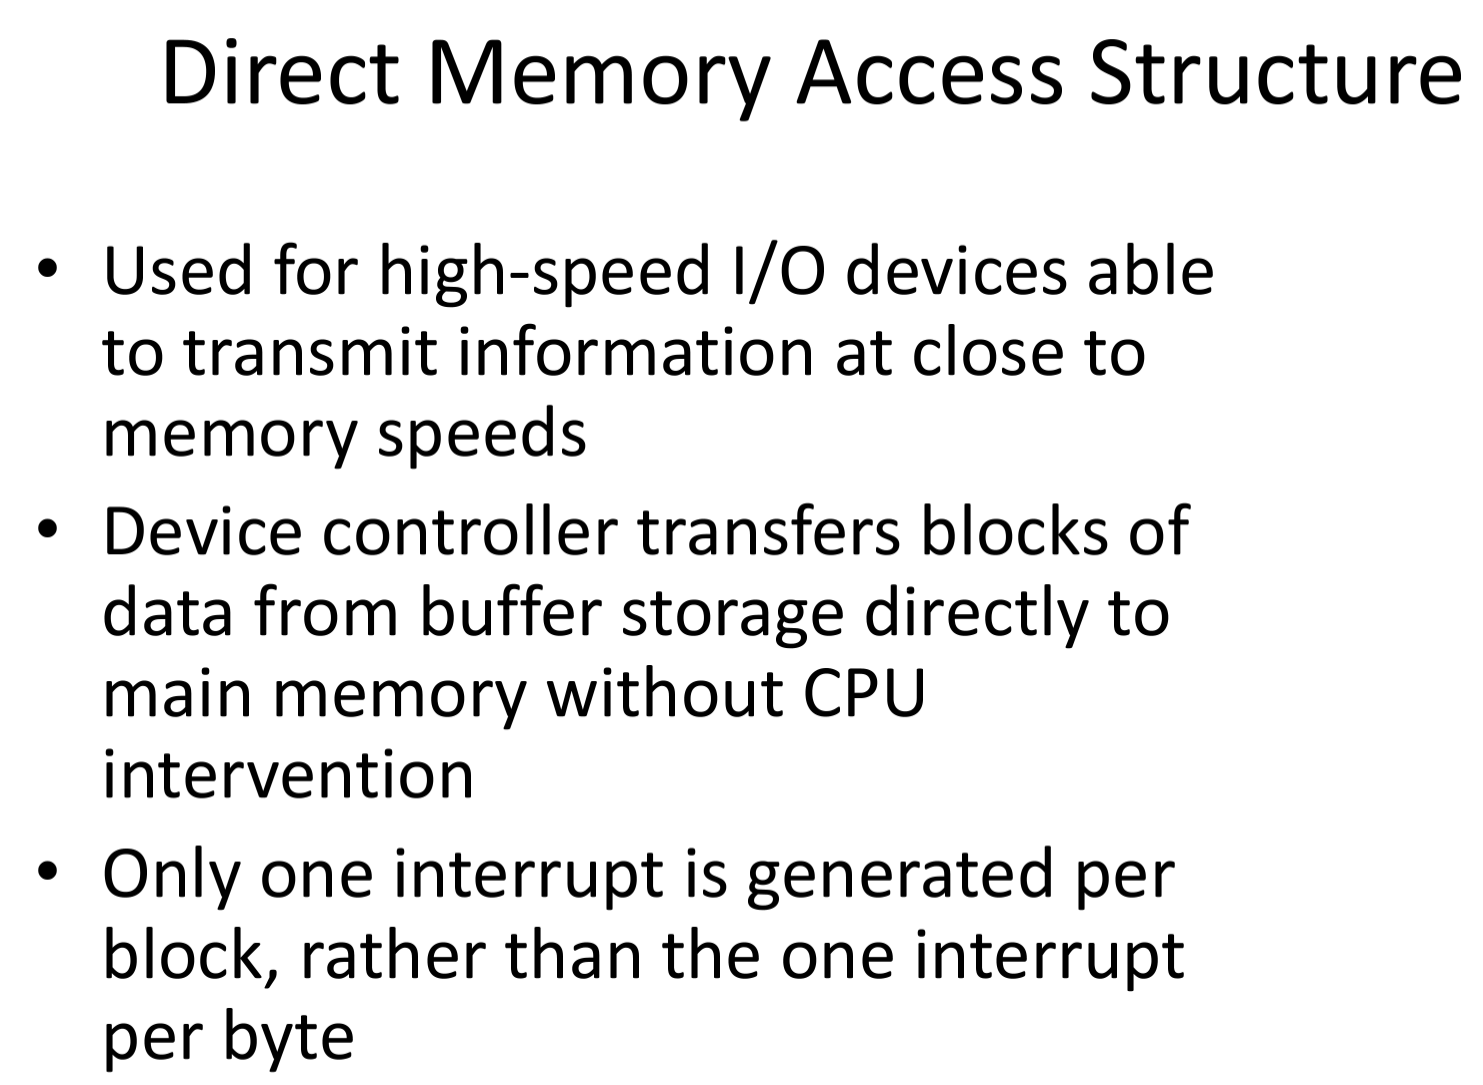 Direct Memory Access Structure
• Used for high-speed I/O devices able
to transmit information at close to
memory speeds
• Device controller transfers blocks of
data from buffer storage directly to
main memory without CPU
intervention
• Only one interrupt is generated per
block, rather than the one interrupt
per byte